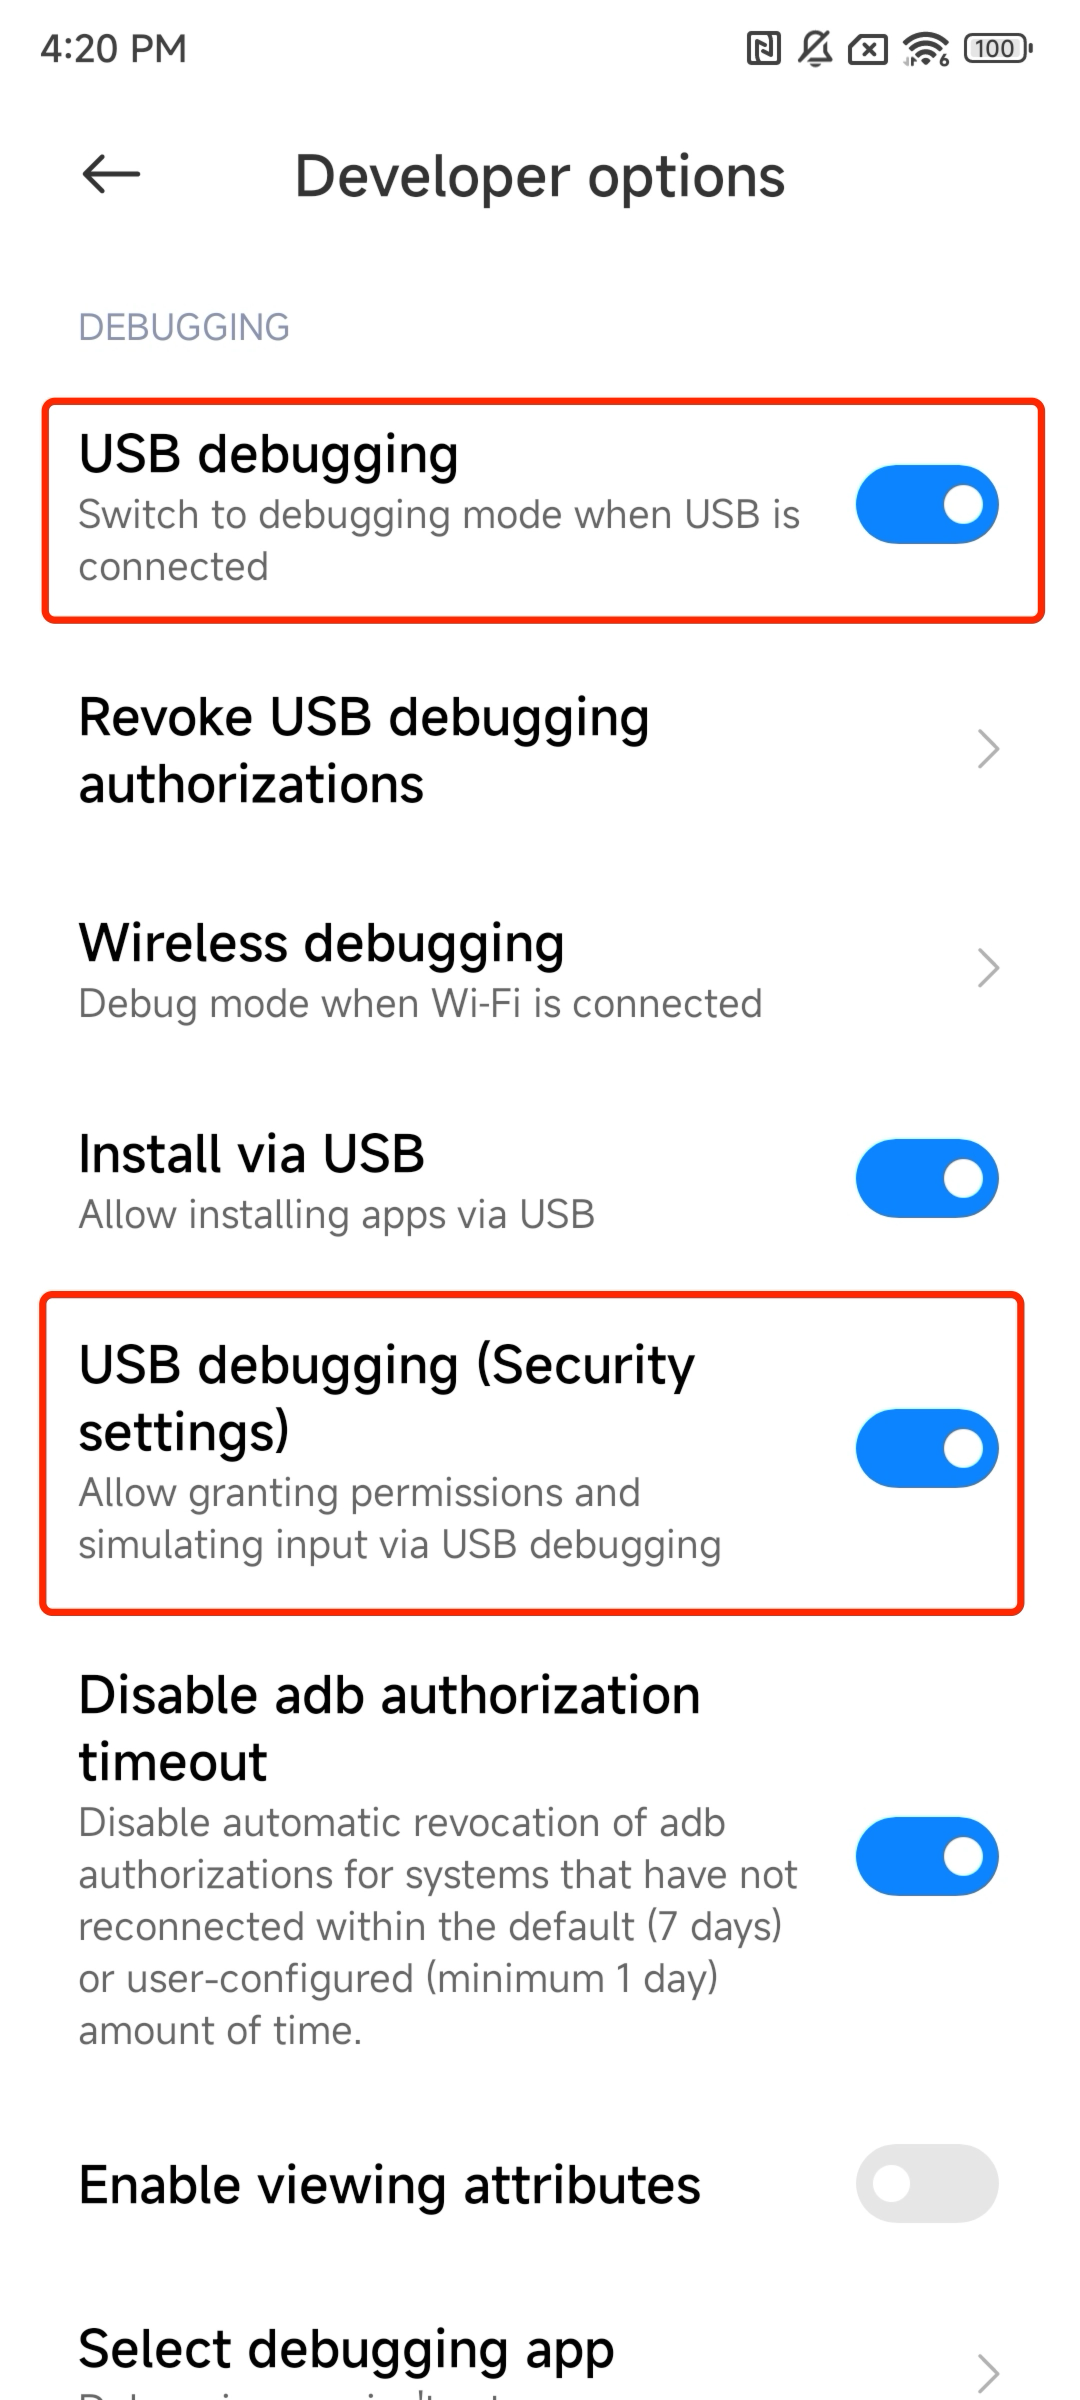 4:20 PM
100
Developer options
DEBUGGING
USB debugging
Switch to debugging mode when USB is
connected
Revoke USB debugging
authorizations
Wireless debugging
Debug mode when Wi-Fi is connected
Install via USB
Allow installing apps via USB
USB debugging (Security
settings)
Allow granting permissions and
simulating input via USB debugging
Disable adb authorization
timeout
Disable automatic revocation of adb
authorizations for systems that have not
reconnected within the default (7 days)
or user-configured (minimum 1 day)
amount of time.
Enable viewing attributes
Select debugging app